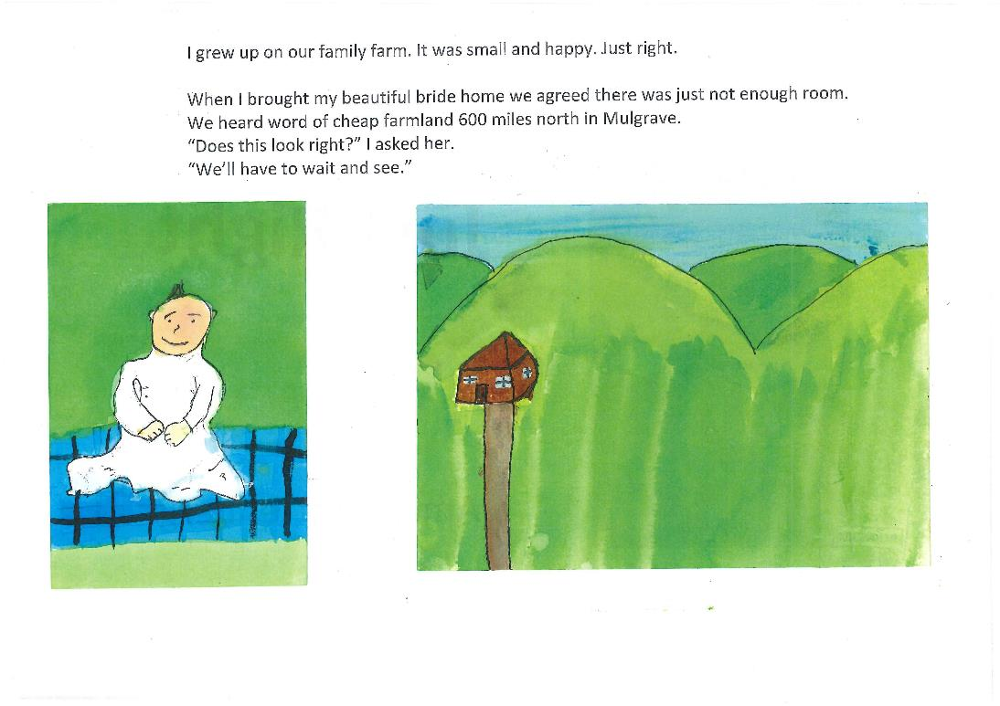 I grew up on our family farm. It was small and happy. Just right.
When I brought my beautiful bride home we agreed there was just not enough room.
We heard word of cheap farmland 600 miles north in Mulgrave.
“Does this look right?” I asked her.
“We’ll have to wait and see.”